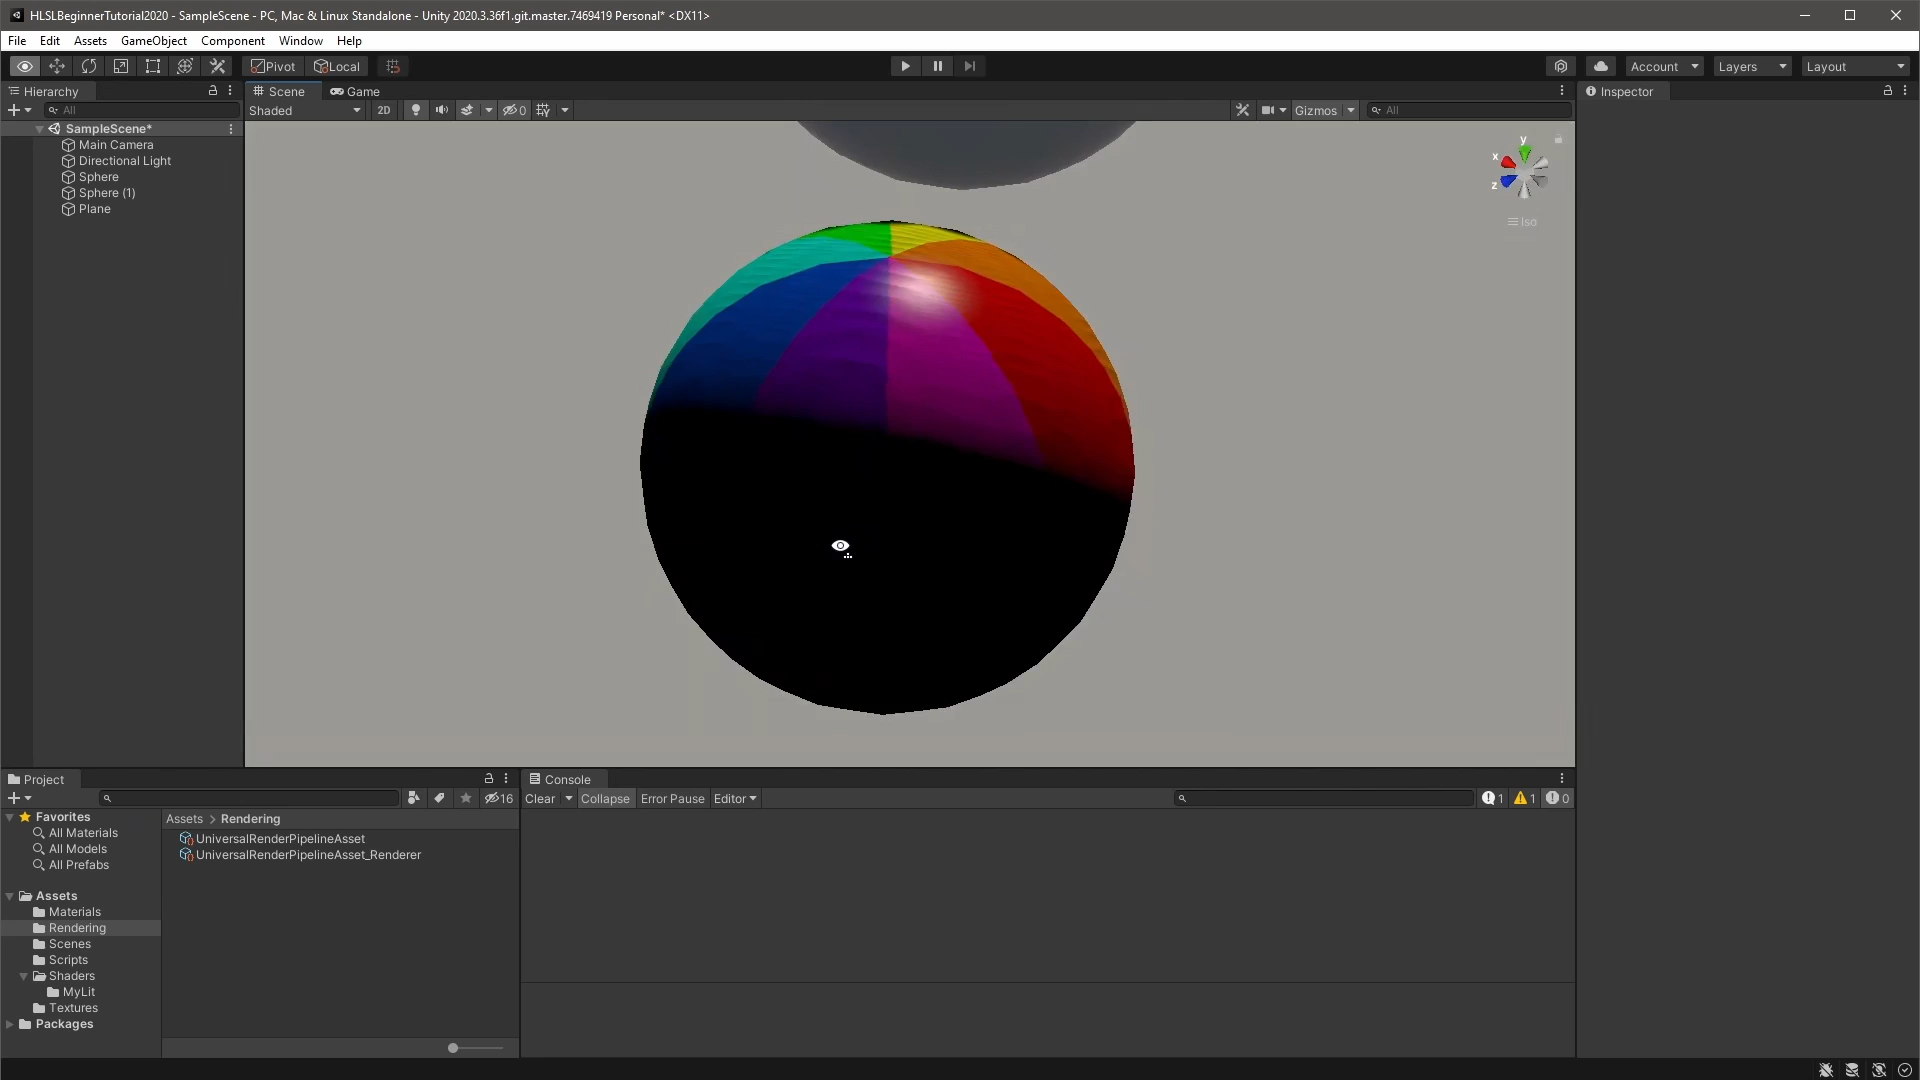 HLSLBeginnerTutorial2020 - SampleScene - PC, Mac & Linux Standalone - Unity 2020.3.36f1.git.master.7469419 Personal* <DX11>
File Edit Assets GameObject Component Window Help
Pivot Local Account Layers Layout
Hierarchy
All
SampleScene*
Main Camera
Directional Light
Sphere
Sphere (1)
Plane
Scene Game
Shaded 2D 0 Gizmos All
y
x
z
Iso
Inspector
Project
16
Favorites
All Materials
All Models
All Prefabs
Assets
Materials
Rendering
Scenes
Scripts
Shaders
MyLit
Textures
Packages
Assets > Rendering
UniversalRenderPipelineAsset
UniversalRenderPipelineAsset_Renderer
Console
Clear Collapse Error Pause Editor 1 1 0